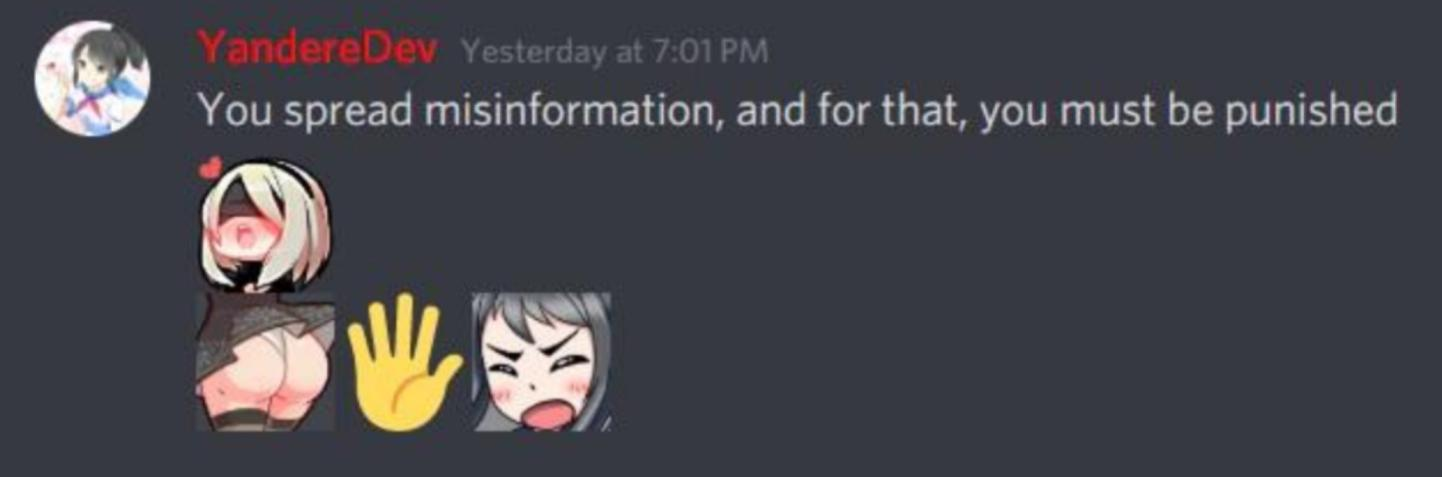 YandereDev Yesterday at 7:01 PM
You spread misinformation, and for that, you must be punished